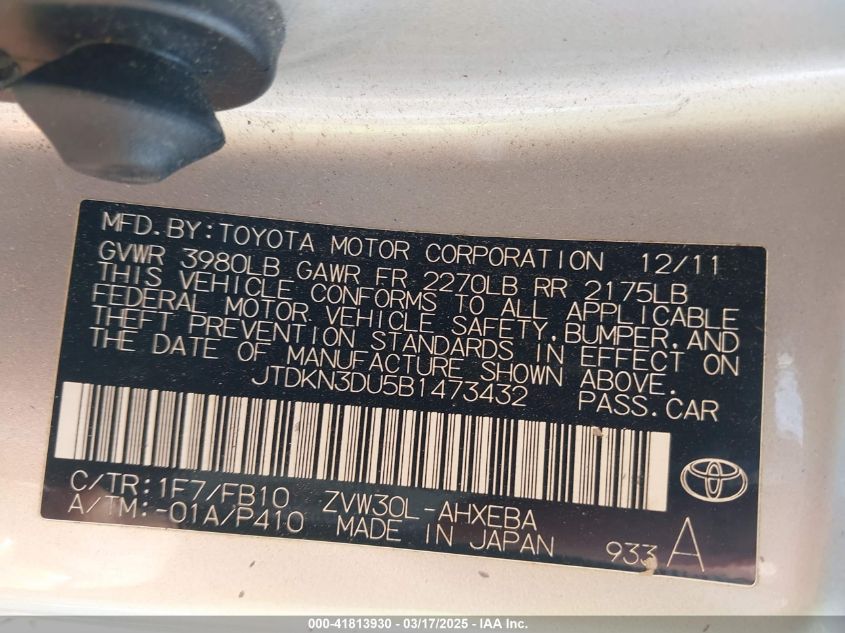 MFD.BY:TOYOTA MOTOR CORPORATION 12/11
GVWR 3980LB GAWR FR 2270LB RR 2175LB
THIS VEHICLE CONFORMS TO ALL APPLICABLE
FEDERAL MOTOR VEHICLE SAFETY,BUMPER,AND
THEFT PREVENTION STANDARDS IN EFFECT ON
THE DATE OF MANUFACTURE SHOWN ABOVE.
JTDKN3DU5B1473432 PASS.CAR
C/TR:1F7/FB10 ZVW30L-AHXEBA
A/TM:-01A/P410 MADE IN JAPAN 933 A
000-41813930 - 03/17/2025 - IAA Inc.